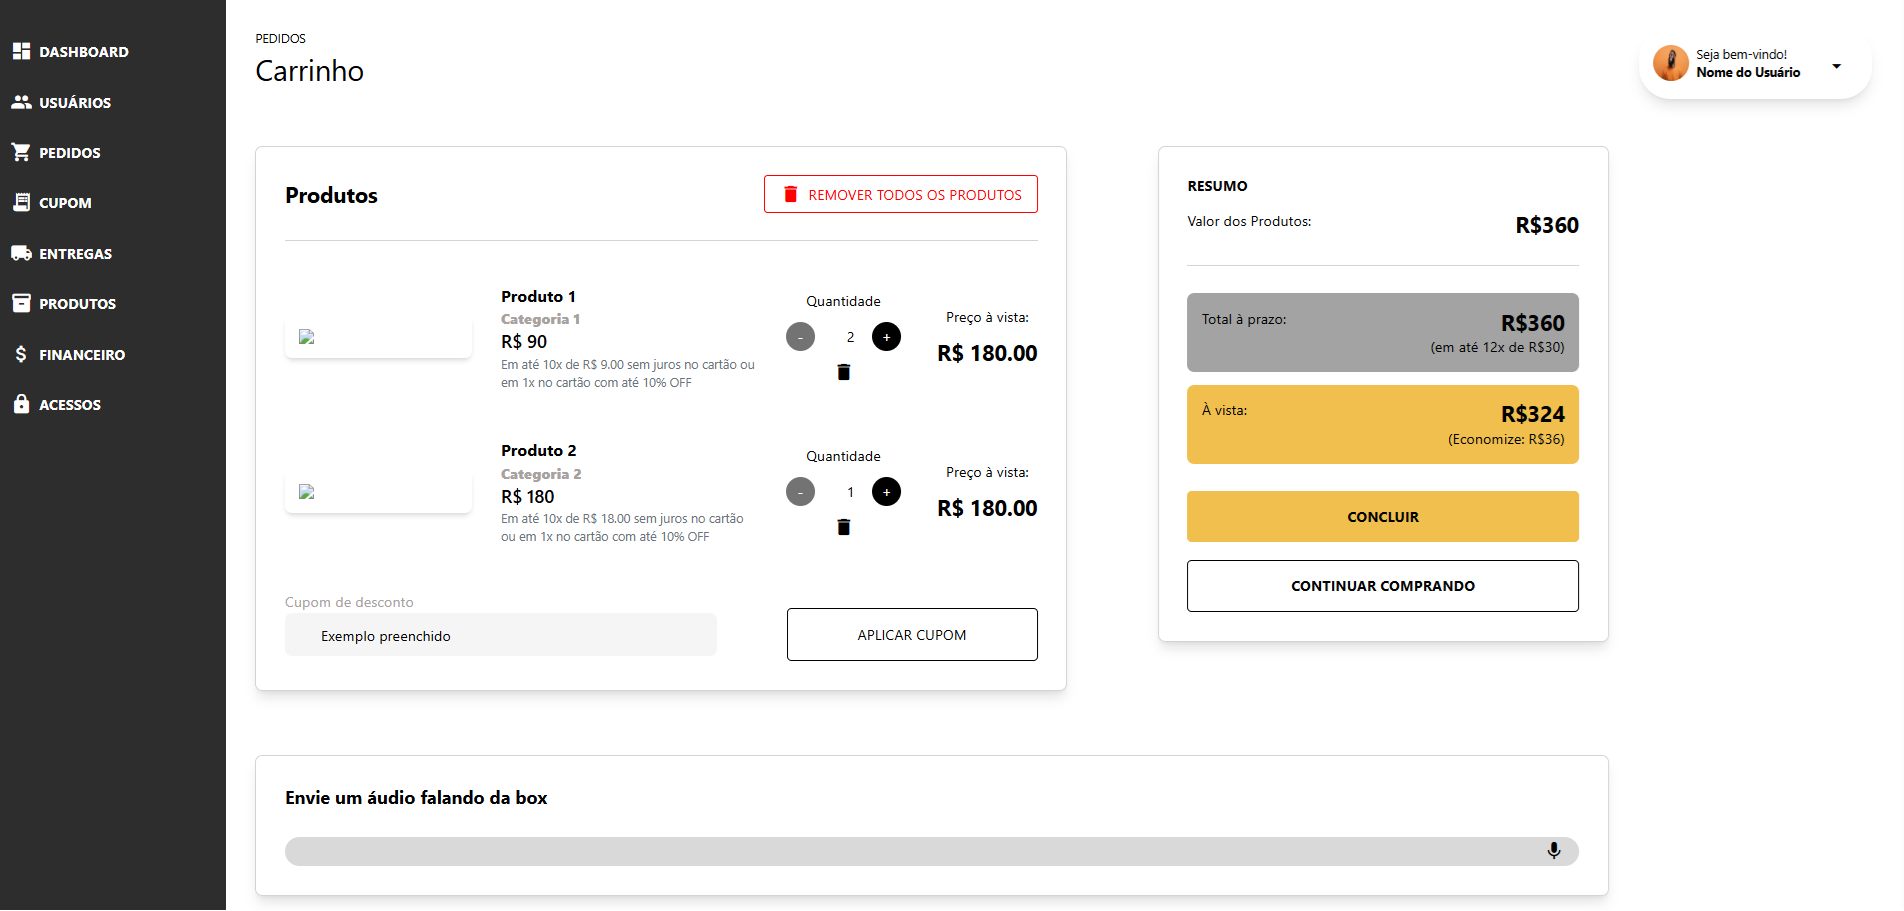 DASHBOARD
USUÁRIOS
PEDIDOS
CUPOM
ENTREGAS
PRODUTOS
FINANCEIRO
ACESSOS
PEDIDOS
Carrinho
Seja bem-vindo!
Nome do Usuário
Produtos
REMOVER TODOS OS PRODUTOS
Produto 1
Categoria 1
R$ 90
Em até 10x de R$ 9.00 sem juros no cartão ou
em 1x no cartão com até 10% OFF
Quantidade
- 2 +
Preço à vista:
R$ 180.00
Produto 2
Categoria 2
R$ 180
Em até 10x de R$ 18.00 sem juros no cartão
ou em 1x no cartão com até 10% OFF
Quantidade
- 1 +
Preço à vista:
R$ 180.00
Cupom de desconto
Exemplo preenchido
APLICAR CUPOM
RESUMO
Valor dos Produtos: R$360
Total à prazo: R$360
(em até 12x de R$30)
À vista: R$324
(Economize: R$36)
CONCLUIR
CONTINUAR COMPRANDO
Envie um áudio falando da box